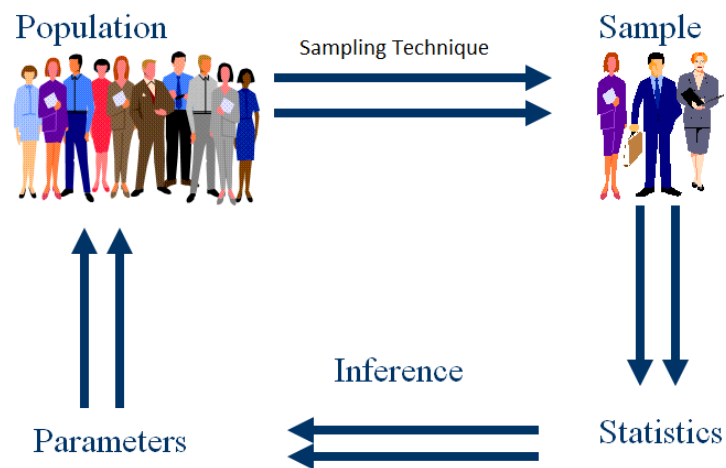 Population
Sampling Technique
Sample
Inference
Parameters
Statistics